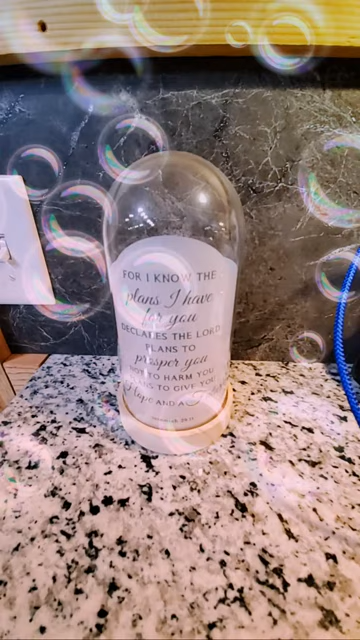 FOR I KNOW THE
plans I have
for you
DECLARES THE LORD
PLANS TO
prosper you
NOT TO HARM YOU
PLANS TO GIVE YOU
Hope AND A